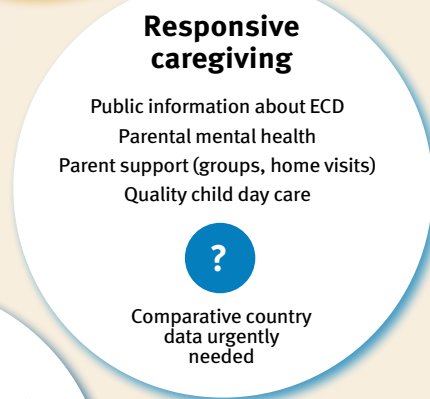 Responsive
caregiving
Public information about ECD
Parental mental health
Parent support (groups, home visits)
Quality child day care
?
Comparative country
data urgently
needed